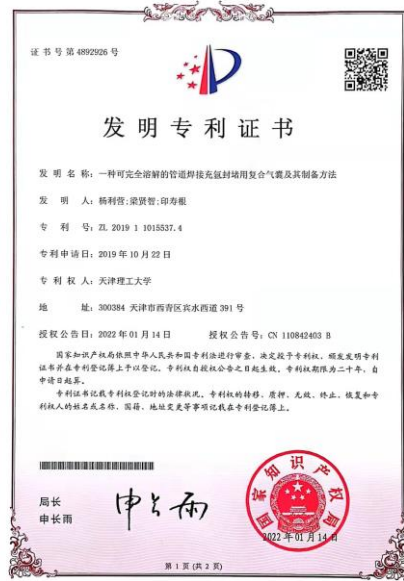 证书号第4892926号
发明专利证书
发明名称：一种可完全溶解的管道焊接充氩封堵用复合气囊及其制备方法
发明人：杨利营;梁贤智;印寿根
专利号：ZL 2019 1 1015537.4
专利申请日：2019年10月22日
专利权人：天津理工大学
地址：300384 天津市西青区宾水西道391号
授权公告日：2022年01月14日 授权公告号：CN 110842403 B
国家知识产权局依照中华人民共和国专利法进行审查，决定授予专利权，颁发发明专利
证书并在专利登记簿上予以登记。专利权自授权公告之日起生效。专利权期限为二十年，自
申请日起算。
专利证书记载专利权登记时的法律状况。专利权的转移、质押、无效、终止、恢复和专
利权人的姓名或名称、国籍、地址变更等事项记载在专利登记簿上。
局长
申长雨
申长雨
国家知识产权局
2022年01月14日
第1页(共2页)